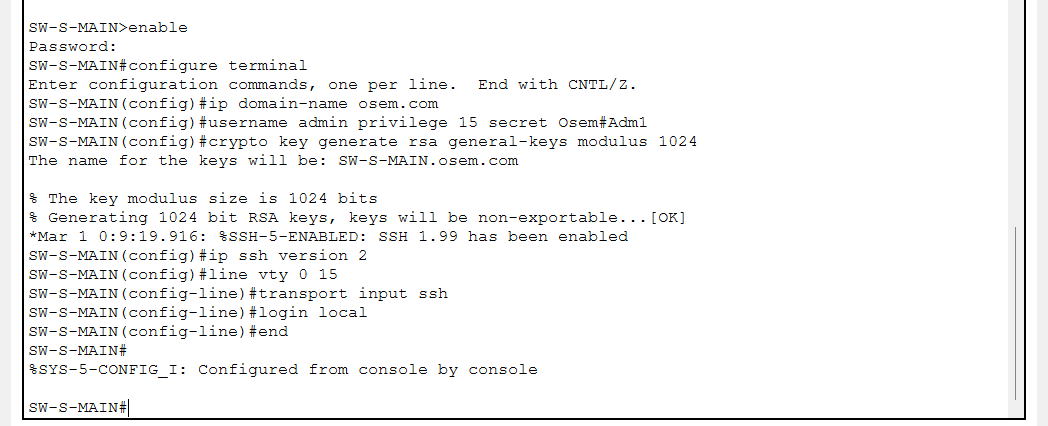 SW-S-MAIN>enable
Password:
SW-S-MAIN#configure terminal
Enter configuration commands, one per line.  End with CNTL/Z.
SW-S-MAIN(config)#ip domain-name osem.com
SW-S-MAIN(config)#username admin privilege 15 secret Osem#Adm1
SW-S-MAIN(config)#crypto key generate rsa general-keys modulus 1024
The name for the keys will be: SW-S-MAIN.osem.com

% The key modulus size is 1024 bits
% Generating 1024 bit RSA keys, keys will be non-exportable...[OK]
*Mar 1 0:9:19.916: %SSH-5-ENABLED: SSH 1.99 has been enabled
SW-S-MAIN(config)#ip ssh version 2
SW-S-MAIN(config)#line vty 0 15
SW-S-MAIN(config-line)#transport input ssh
SW-S-MAIN(config-line)#login local
SW-S-MAIN(config-line)#end
SW-S-MAIN#
%SYS-5-CONFIG_I: Configured from console by console

SW-S-MAIN#